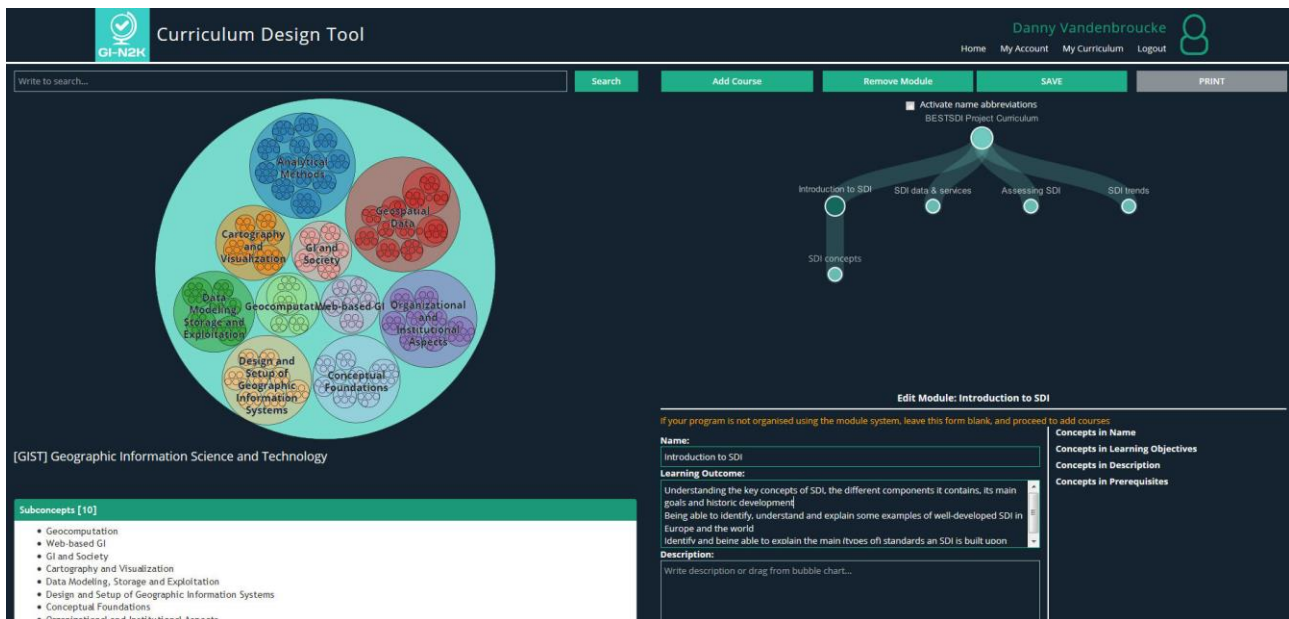 GI-N2K
Curriculum Design Tool
Danny Vandenbroucke
Home My Account My Curriculum Logout
Write to search...
Search
Add Course
Remove Module
SAVE
PRINT
Analytical
Methods
Geospatial
Data
Cartography
and
Visualization
GI and
Society
Data
Modeling,
Storage and
Exploitation
Geocomputati
Web-based GI
Organizational
and
Institutional
Aspects
Design and
Setup of
Geographic
Information
Systems
Conceptual
Foundations
Activate name abbreviations
BESTSDI Project Curriculum
Introduction to SDI
SDI data & services
Assessing SDI
SDI trends
SDI concepts
[GIST] Geographic Information Science and Technology
Subconcepts [10]
• Geocomputation
• Web-based GI
• GI and Society
• Cartography and Visualization
• Data Modeling, Storage and Exploitation
• Design and Setup of Geographic Information Systems
• Conceptual Foundations
• Organizational and Institutional Aspects
Edit Module: Introduction to SDI
If your program is not organised using the module system, leave this form blank, and proceed to add courses
Name:
Introduction to SDI
Learning Outcome:
Understanding the key concepts of SDI, the different components it contains, its main
goals and historic development
Being able to identify, understand and explain some examples of well-developed SDI in
Europe and the world
Identify and being able to explain the main (types of) standards an SDI is built upon
Description:
Write description or drag from bubble chart...
Concepts in Name
Concepts in Learning Objectives
Concepts in Description
Concepts in Prerequisites